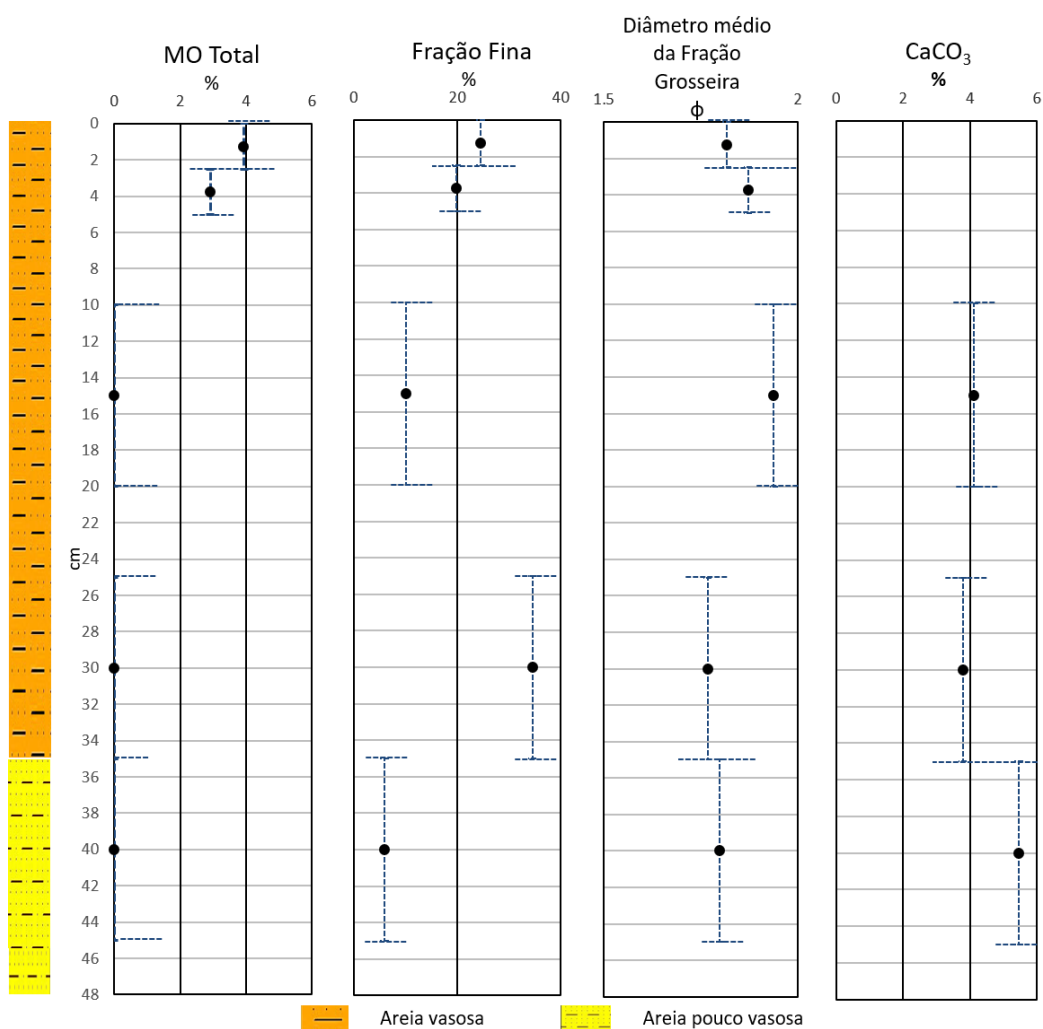 MO Total
%
0 2 4 6
Fração Fina
%
0 20 40
Diâmetro médio
da Fração
Grosseira
1.5 2
ϕ
CaCO3
%
0 2 4 6
0
2
4
6
8
10
12
14
16
18
20
22
24
cm
26
28
30
32
34
36
38
40
42
44
46
48
Areia vasosa
Areia pouco vasosa